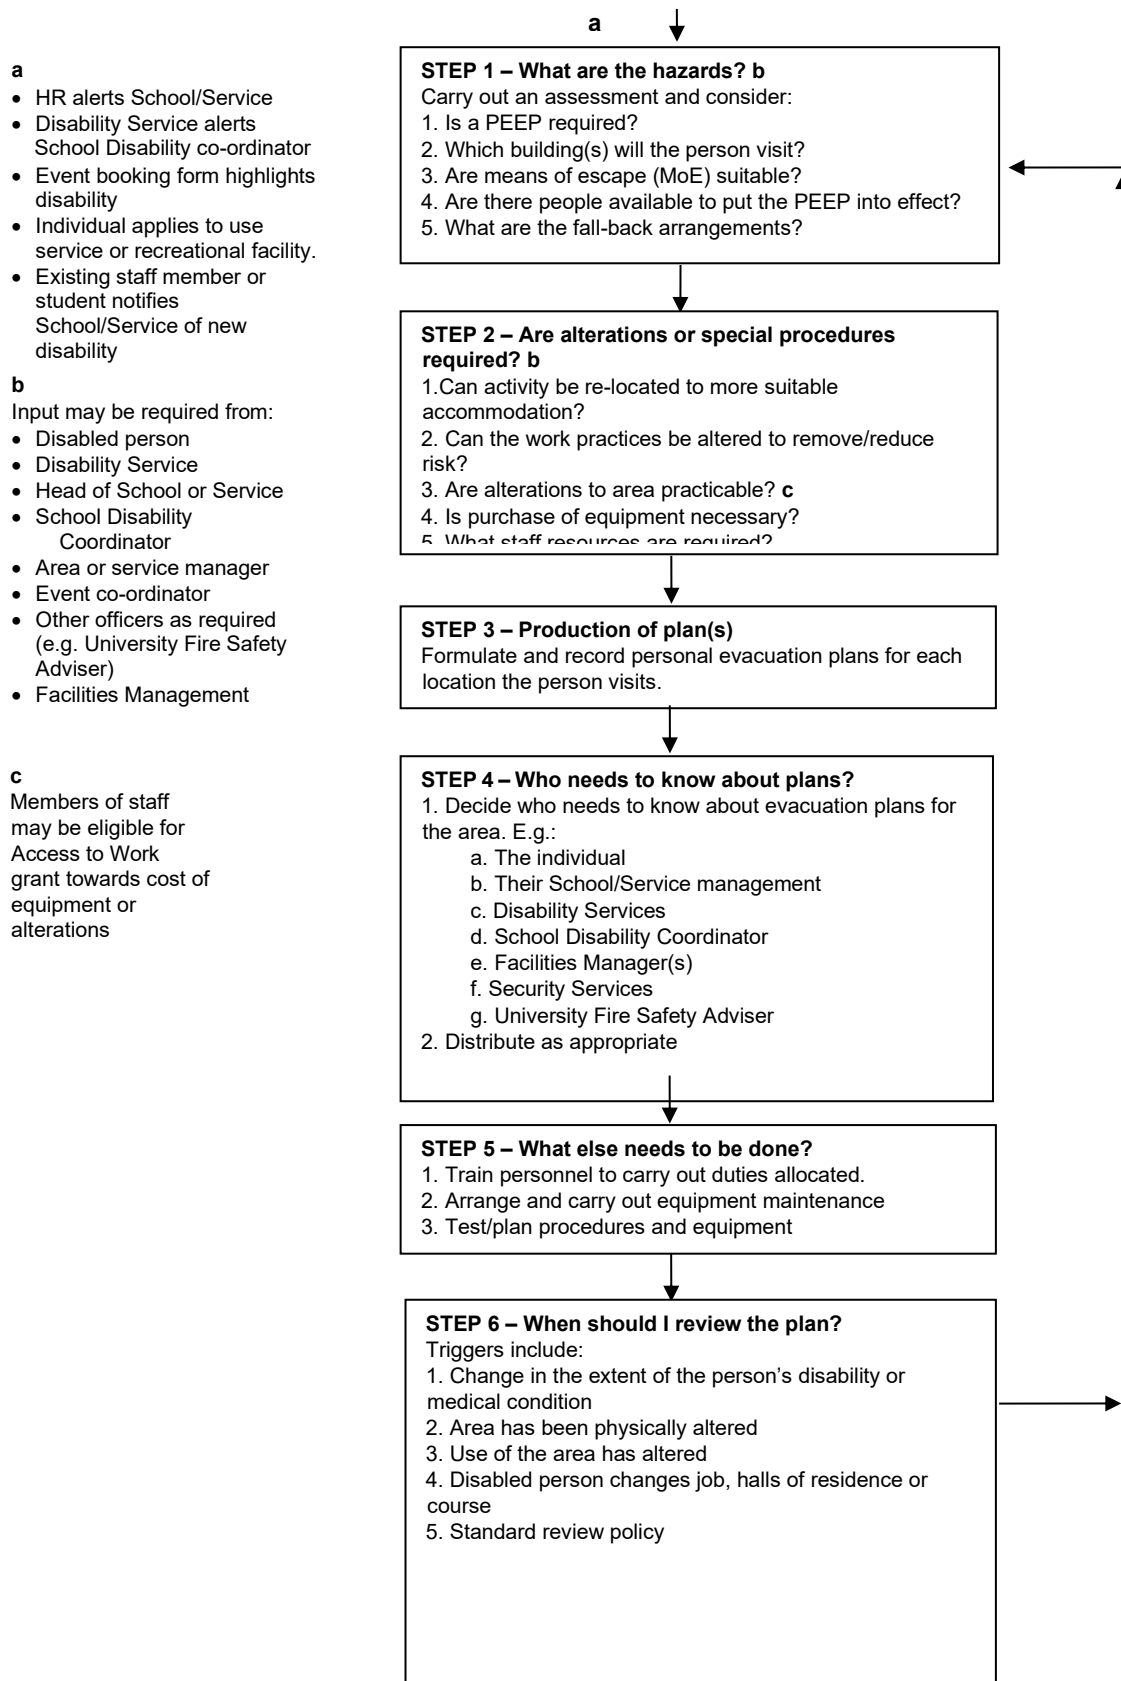 a
a
• HR alerts School/Service
• Disability Service alerts
School Disability co-ordinator
• Event booking form highlights
disability
• Individual applies to use
service or recreational facility.
• Existing staff member or
student notifies
School/Service of new
disability
b
Input may be required from:
• Disabled person
• Disability Service
• Head of School or Service
• School Disability
Coordinator
• Area or service manager
• Event co-ordinator
• Other officers as required
(e.g. University Fire Safety
Adviser)
• Facilities Management
c
Members of staff
may be eligible for
Access to Work
grant towards cost of
equipment or
alterations
STEP 1 – What are the hazards? b
Carry out an assessment and consider:
1. Is a PEEP required?
2. Which building(s) will the person visit?
3. Are means of escape (MoE) suitable?
4. Are there people available to put the PEEP into effect?
5. What are the fall-back arrangements?
STEP 2 – Are alterations or special procedures
required? b
1.Can activity be re-located to more suitable
accommodation?
2. Can the work practices be altered to remove/reduce
risk?
3. Are alterations to area practicable? c
4. Is purchase of equipment necessary?
5. What staff resources are required?
STEP 3 – Production of plan(s)
Formulate and record personal evacuation plans for each
location the person visits.
STEP 4 – Who needs to know about plans?
1. Decide who needs to know about evacuation plans for
the area. E.g.:
a. The individual
b. Their School/Service management
c. Disability Services
d. School Disability Coordinator
e. Facilities Manager(s)
f. Security Services
g. University Fire Safety Adviser
2. Distribute as appropriate
STEP 5 – What else needs to be done?
1. Train personnel to carry out duties allocated.
2. Arrange and carry out equipment maintenance
3. Test/plan procedures and equipment
STEP 6 – When should I review the plan?
Triggers include:
1. Change in the extent of the person’s disability or
medical condition
2. Area has been physically altered
3. Use of the area has altered
4. Disabled person changes job, halls of residence or
course
5. Standard review policy